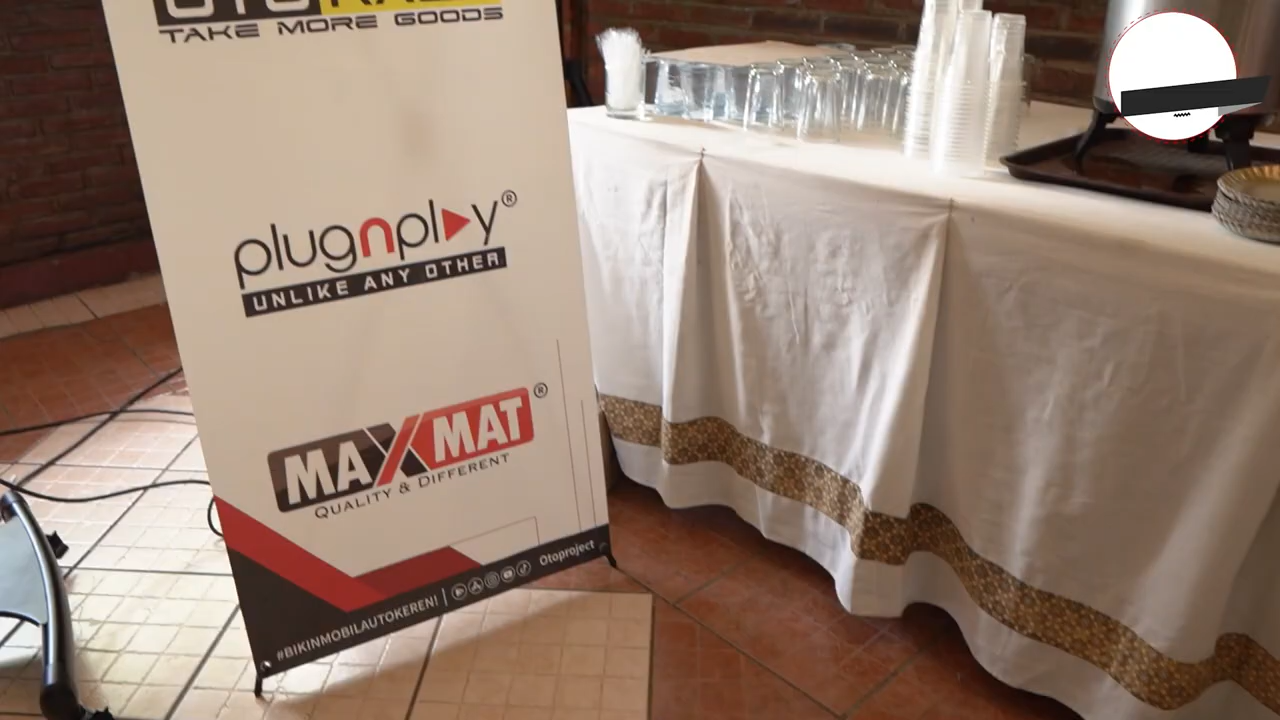 TAKE MORE GOODS
plugnplay®
UNLIKE ANY OTHER
MAXMAT®
QUALITY & DIFFERENT
#BIKINMOBILAUTOKEREN! | Otoproject